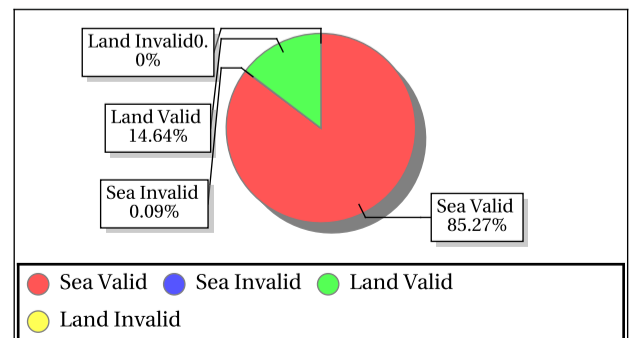 Land Invalid0.
0%
Land Valid
14.64%
Sea Invalid
0.09%
Sea Valid
85.27%
Sea Valid Sea Invalid Land Valid
Land Invalid